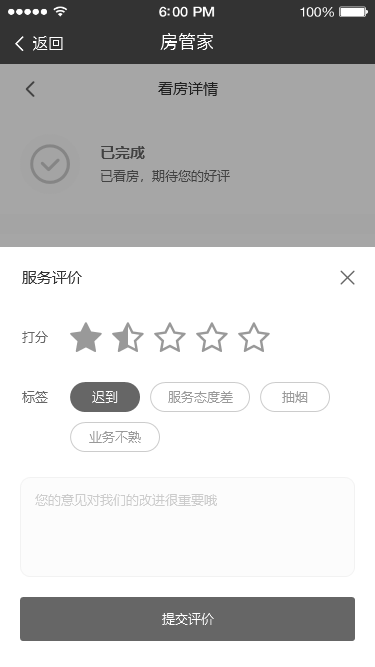 6:00 PM 100%
返回 房管家
看房详情
已完成
已看房，期待您的好评
服务评价
打分
标签 迟到 服务态度差 抽烟
业务不熟
您的意见对我们的改进很重要哦
提交评价